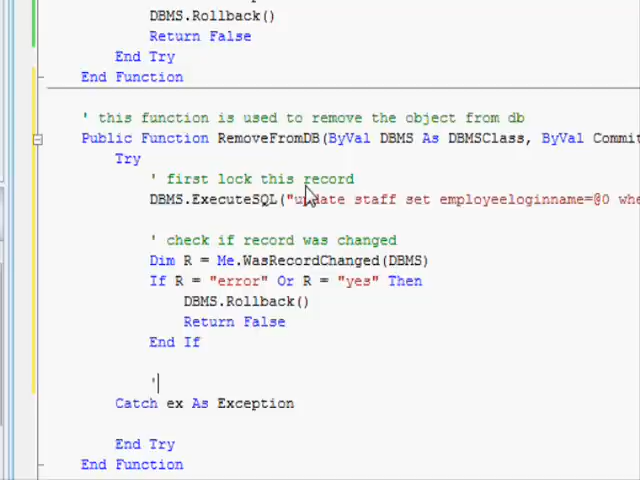 DBMS.Rollback()
Return False
End Try
End Function
' this function is used to remove the object from db
Public Function RemoveFromDB(ByVal DBMS As DBMSClass, ByVal Commit
Try
' first lock this record
DBMS.ExecuteSQL("update staff set employeeloginname=@0 whe
' check if record was changed
Dim R = Me.WasRecordChanged(DBMS)
If R = "error" Or R = "yes" Then
DBMS.Rollback()
Return False
End If
'
Catch ex As Exception
End Try
End Function